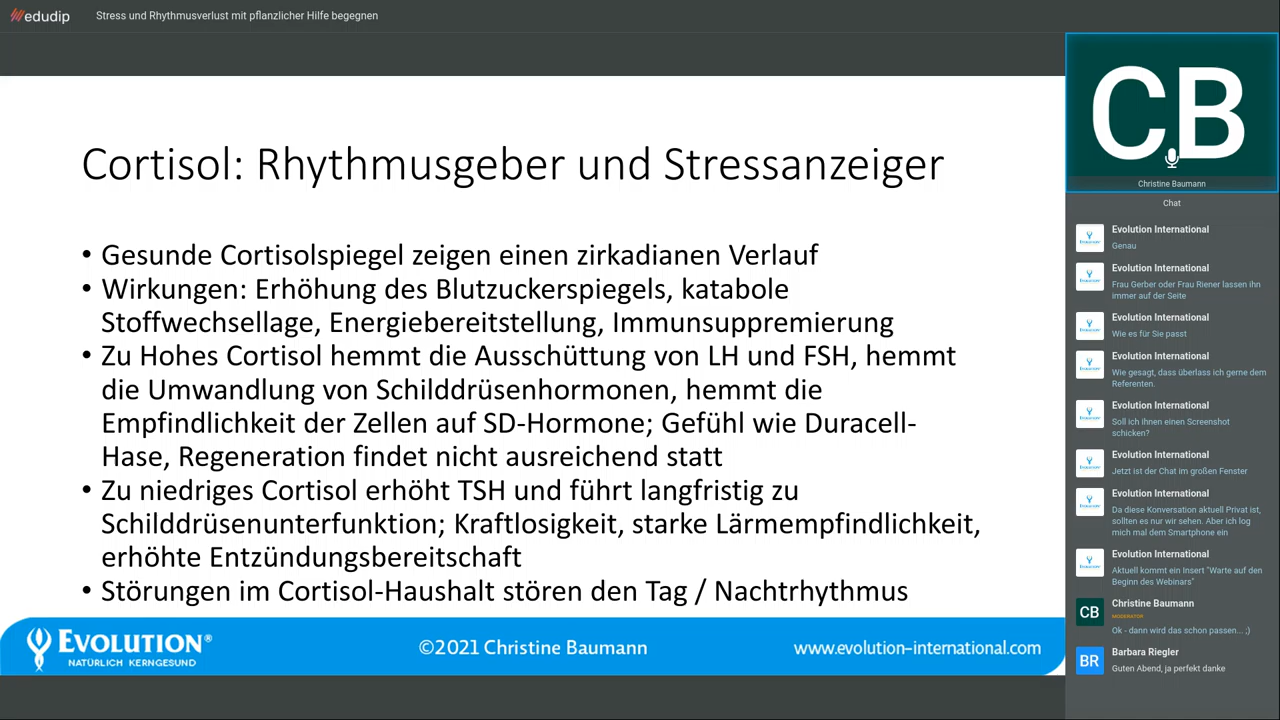 edudip
Stress und Rhythmusverlust mit pflanzlicher Hilfe begegnen
Cortisol: Rhythmusgeber und Stressanzeiger
• Gesunde Cortisolspiegel zeigen einen zirkadianen Verlauf
• Wirkungen: Erhöhung des Blutzuckerspiegels, katabole
Stoffwechsellage, Energiebereitstellung, Immunsuppremierung
• Zu Hohes Cortisol hemmt die Ausschüttung von LH und FSH, hemmt
die Umwandlung von Schilddrüsenhormonen, hemmt die
Empfindlichkeit der Zellen auf SD-Hormone; Gefühl wie Duracell-
Hase, Regeneration findet nicht ausreichend statt
• Zu niedriges Cortisol erhöht TSH und führt langfristig zu
Schilddrüsenunterfunktion; Kraftlosigkeit, starke Lärmempfindlichkeit,
erhöhte Entzündungsbereitschaft
• Störungen im Cortisol-Haushalt stören den Tag / Nachtrhythmus
EVOLUTION®
NATÜRLICH KERNGESUND
©2021 Christine Baumann
www.evolution-international.com
CB
Christine Baumann
Chat
Evolution International
Genau
Evolution International
Frau Gerber oder Frau Riener lassen ihn
immer auf der Seite
Evolution International
Wie es für Sie passt
Evolution International
Wie gesagt, dass überlass ich gerne dem
Referenten.
Evolution International
Soll ich ihnen einen Screenshot
schicken?
Evolution International
Jetzt ist der Chat im großen Fenster
Evolution International
Da diese Konversation aktuell Privat ist,
sollten es nur wir sehen. Aber ich log
mich mal dem Smartphone ein
Evolution International
Aktuell kommt ein Insert "Warte auf den
Beginn des Webinars"
CB
Christine Baumann
MODERATOR
Ok - dann wird das schon passen... ;)
BR
Barbara Riegler
Guten Abend, ja perfekt danke